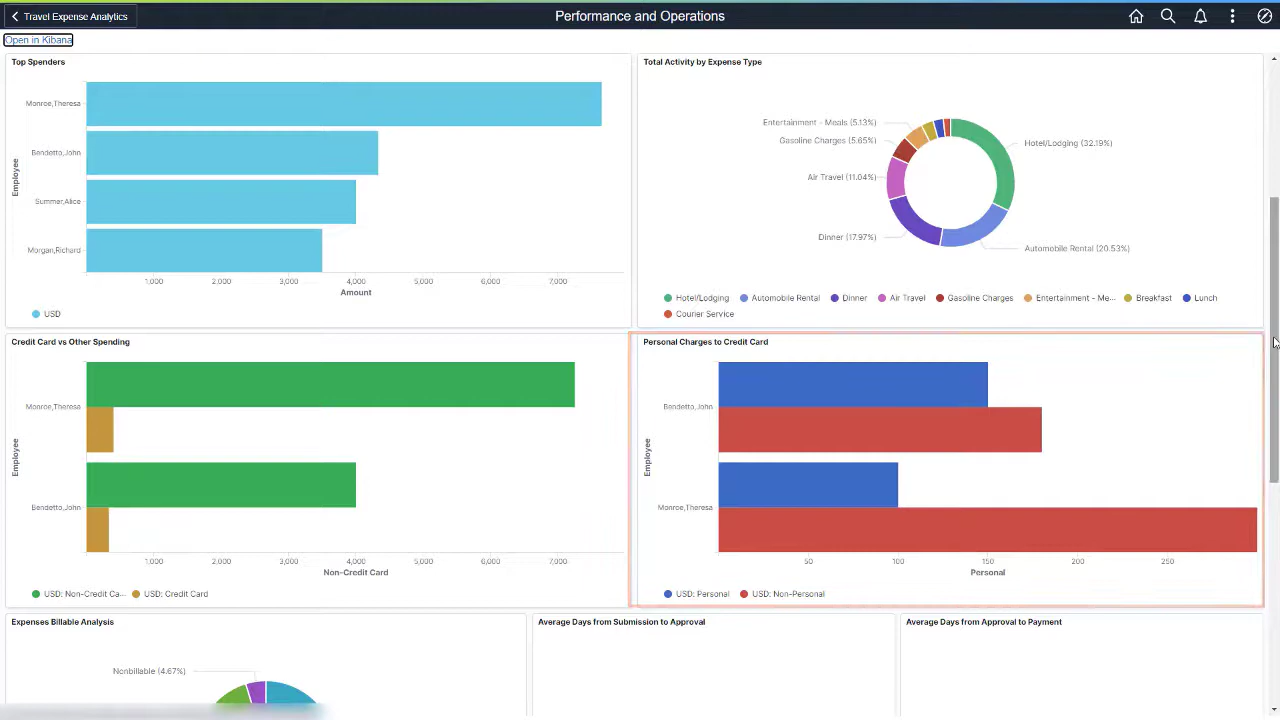 Travel Expense Analytics
Performance and Operations
Open in Kibana
Top Spenders
Employee
Monroe,Theresa
Bendetto,John
Summer,Alice
Morgan,Richard
1,000 2,000 3,000 4,000 5,000 6,000 7,000
Amount
USD
Total Activity by Expense Type
Entertainment - Meals (5.13%)
Gasoline Charges (5.65%)
Hotel/Lodging (32.19%)
Air Travel (11.04%)
Dinner (17.97%)
Automobile Rental (20.53%)
Hotel/Lodging Automobile Rental Dinner Air Travel Gasoline Charges Entertainment - Me... Breakfast Lunch
Courier Service
Credit Card vs Other Spending
Employee
Monroe,Theresa
Bendetto,John
1,000 2,000 3,000 4,000 5,000 6,000 7,000
Non-Credit Card
USD: Non-Credit Ca... USD: Credit Card
Personal Charges to Credit Card
Employee
Bendetto,John
Monroe,Theresa
50 100 150 200 250
Personal
USD: Personal USD: Non-Personal
Expenses Billable Analysis
Nonbillable (4.67%)
Average Days from Submission to Approval
Average Days from Approval to Payment